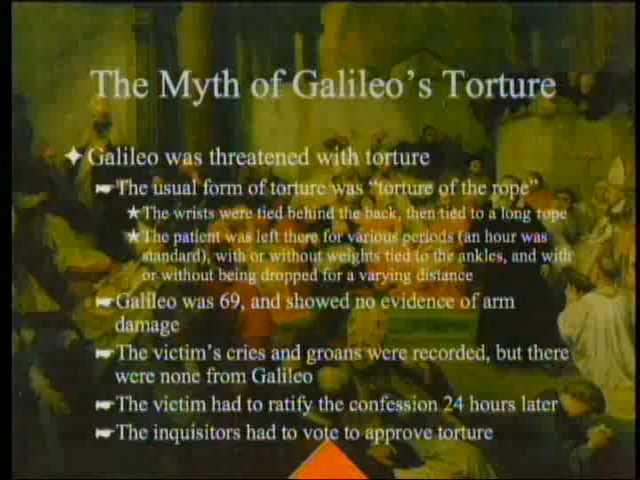 The Myth of Galileo's Torture
Galileo was threatened with torture
The usual form of torture was "torture of the rope"
The wrists were tied behind the back, then tied to a long rope
The patient was left there for various periods (an hour was
standard), with or without weights tied to the ankles, and with
or without being dropped for a varying distance
Galileo was 69, and showed no evidence of arm
damage
The victim's cries and groans were recorded, but there
were none from Galileo
The victim had to ratify the confession 24 hours later
The inquisitors had to vote to approve torture